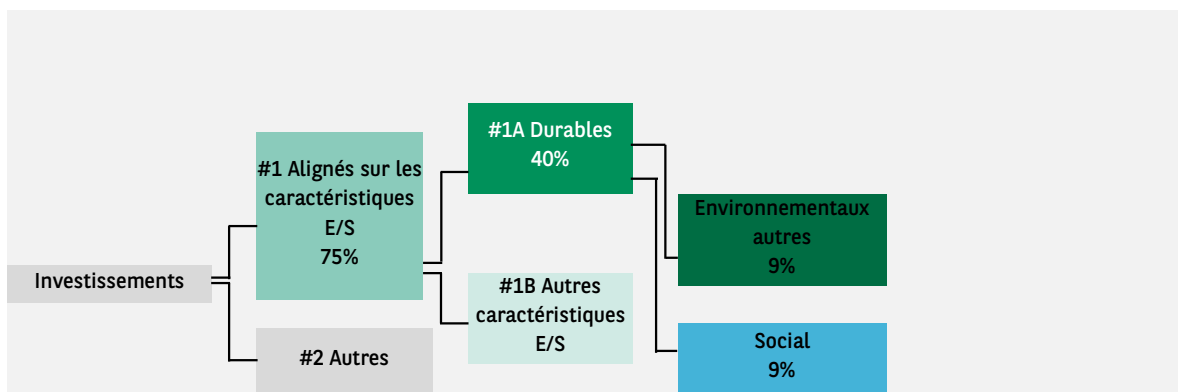 Investissements
#1 Alignés sur les
caractéristiques
E/S
75%
#2 Autres
#1A Durables
40%
#1B Autres
caractéristiques
E/S
Environnementaux
autres
9%
Social
9%